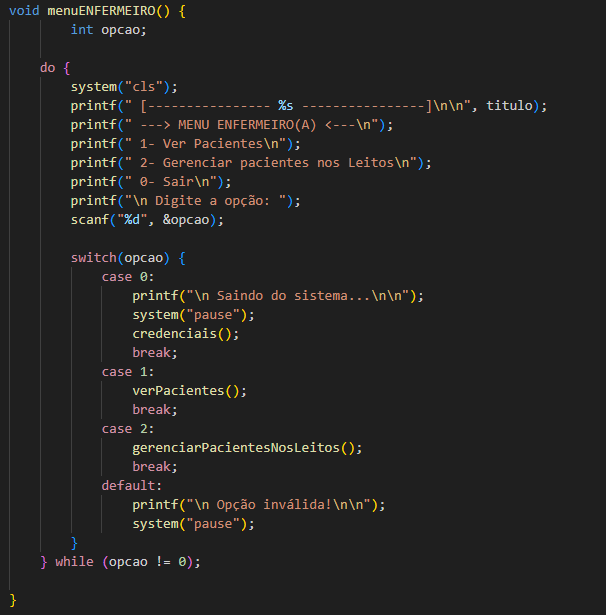 void menuENFERMEIRO() {
int opcao;
do {
system("cls");
printf(" [---------------- %s ----------------]\n\n", titulo);
printf(" ---> MENU ENFERMEIRO(A) <---\n");
printf(" 1- Ver Pacientes\n");
printf(" 2- Gerenciar pacientes nos Leitos\n");
printf(" 0- Sair\n");
printf("\n Digite a opção: ");
scanf("%d", &opcao);
switch(opcao) {
case 0:
printf("\n Saindo do sistema...\n\n");
system("pause");
credenciais();
break;
case 1:
verPacientes();
break;
case 2:
gerenciarPacientesNosLeitos();
break;
default:
printf("\n Opção inválida!\n\n");
system("pause");
}
} while (opcao != 0);
}